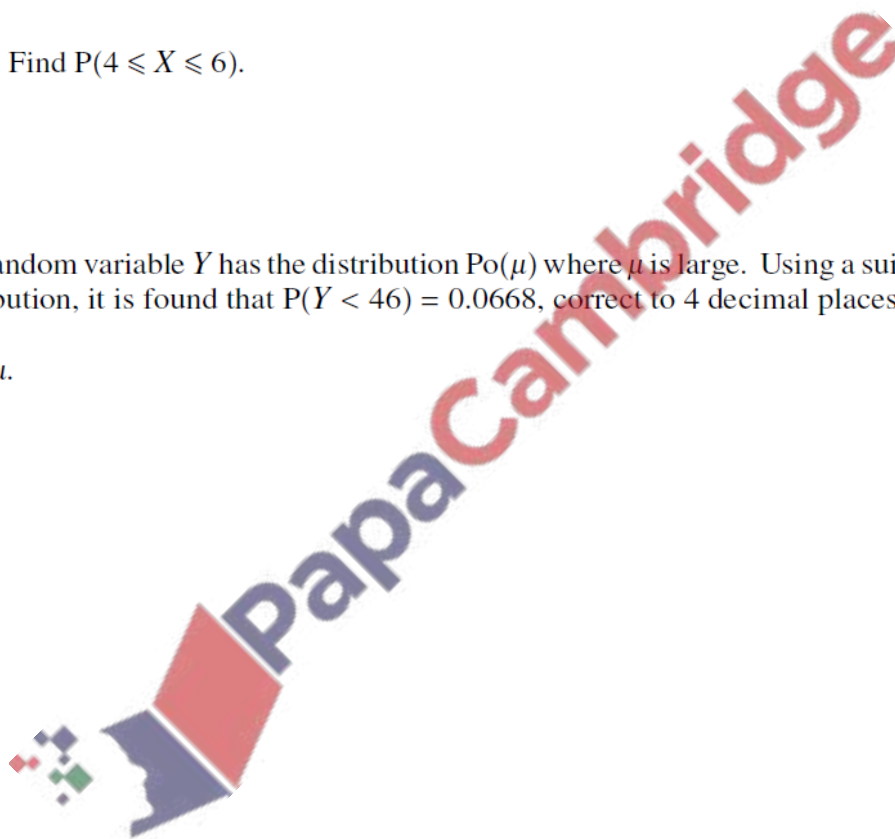 Find P(4 ⩽ X ⩽ 6).
andom variable Y has the distribution Po(μ) where μ is large. Using a sui
bution, it is found that P(Y < 46) = 0.0668, correct to 4 decimal places
μ.
PapaCambridge